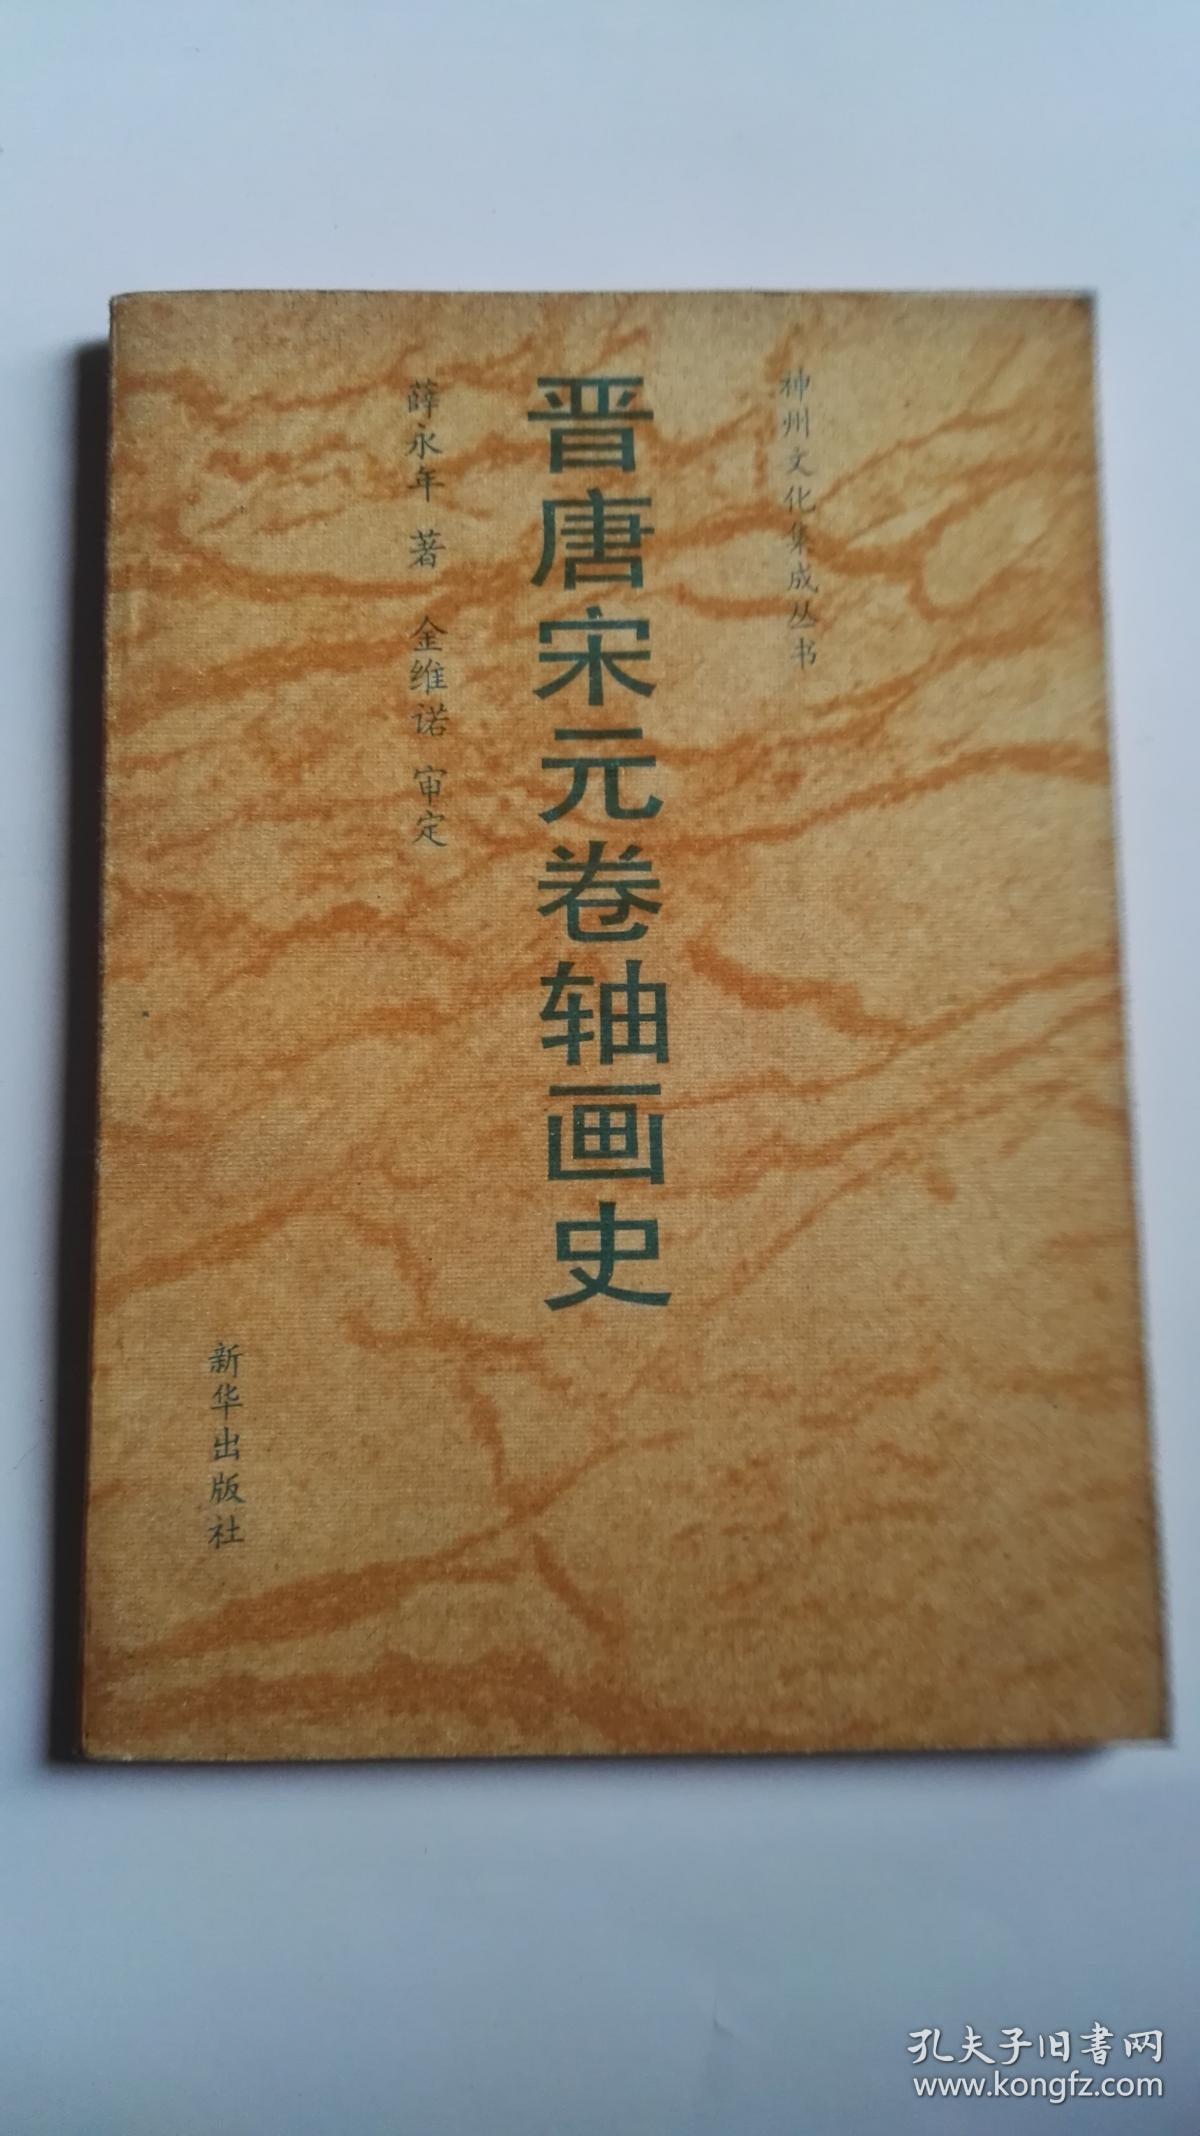 神州文化集成丛书
晋唐宋元卷轴画史
薛永年 著 金维诺 审定
新华出版社
孔夫子旧书网
www.kongfz.com